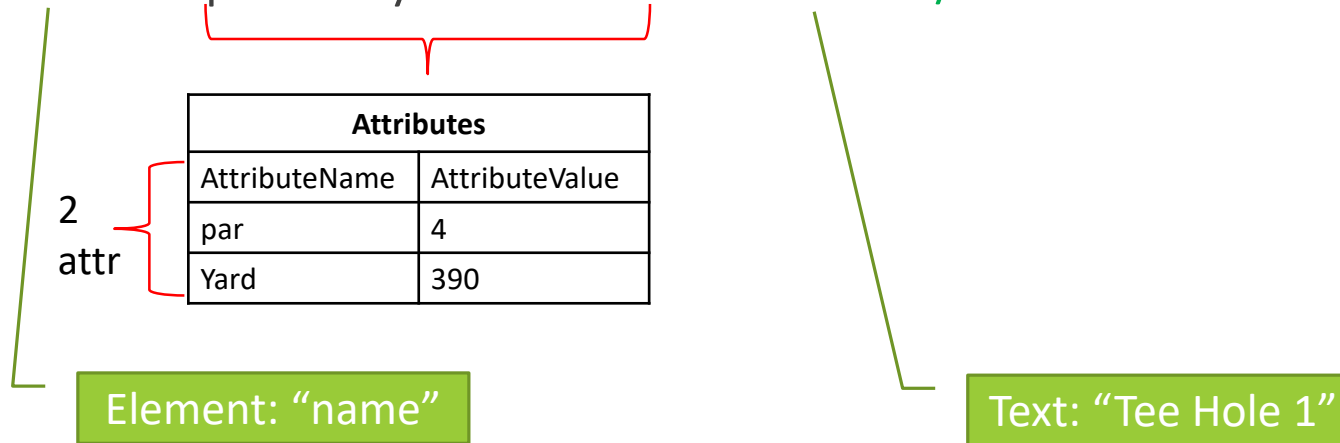 Attributes
AttributeName AttributeValue
2 attr
par 4
Yard 390
Element: “name”
Text: “Tee Hole 1”